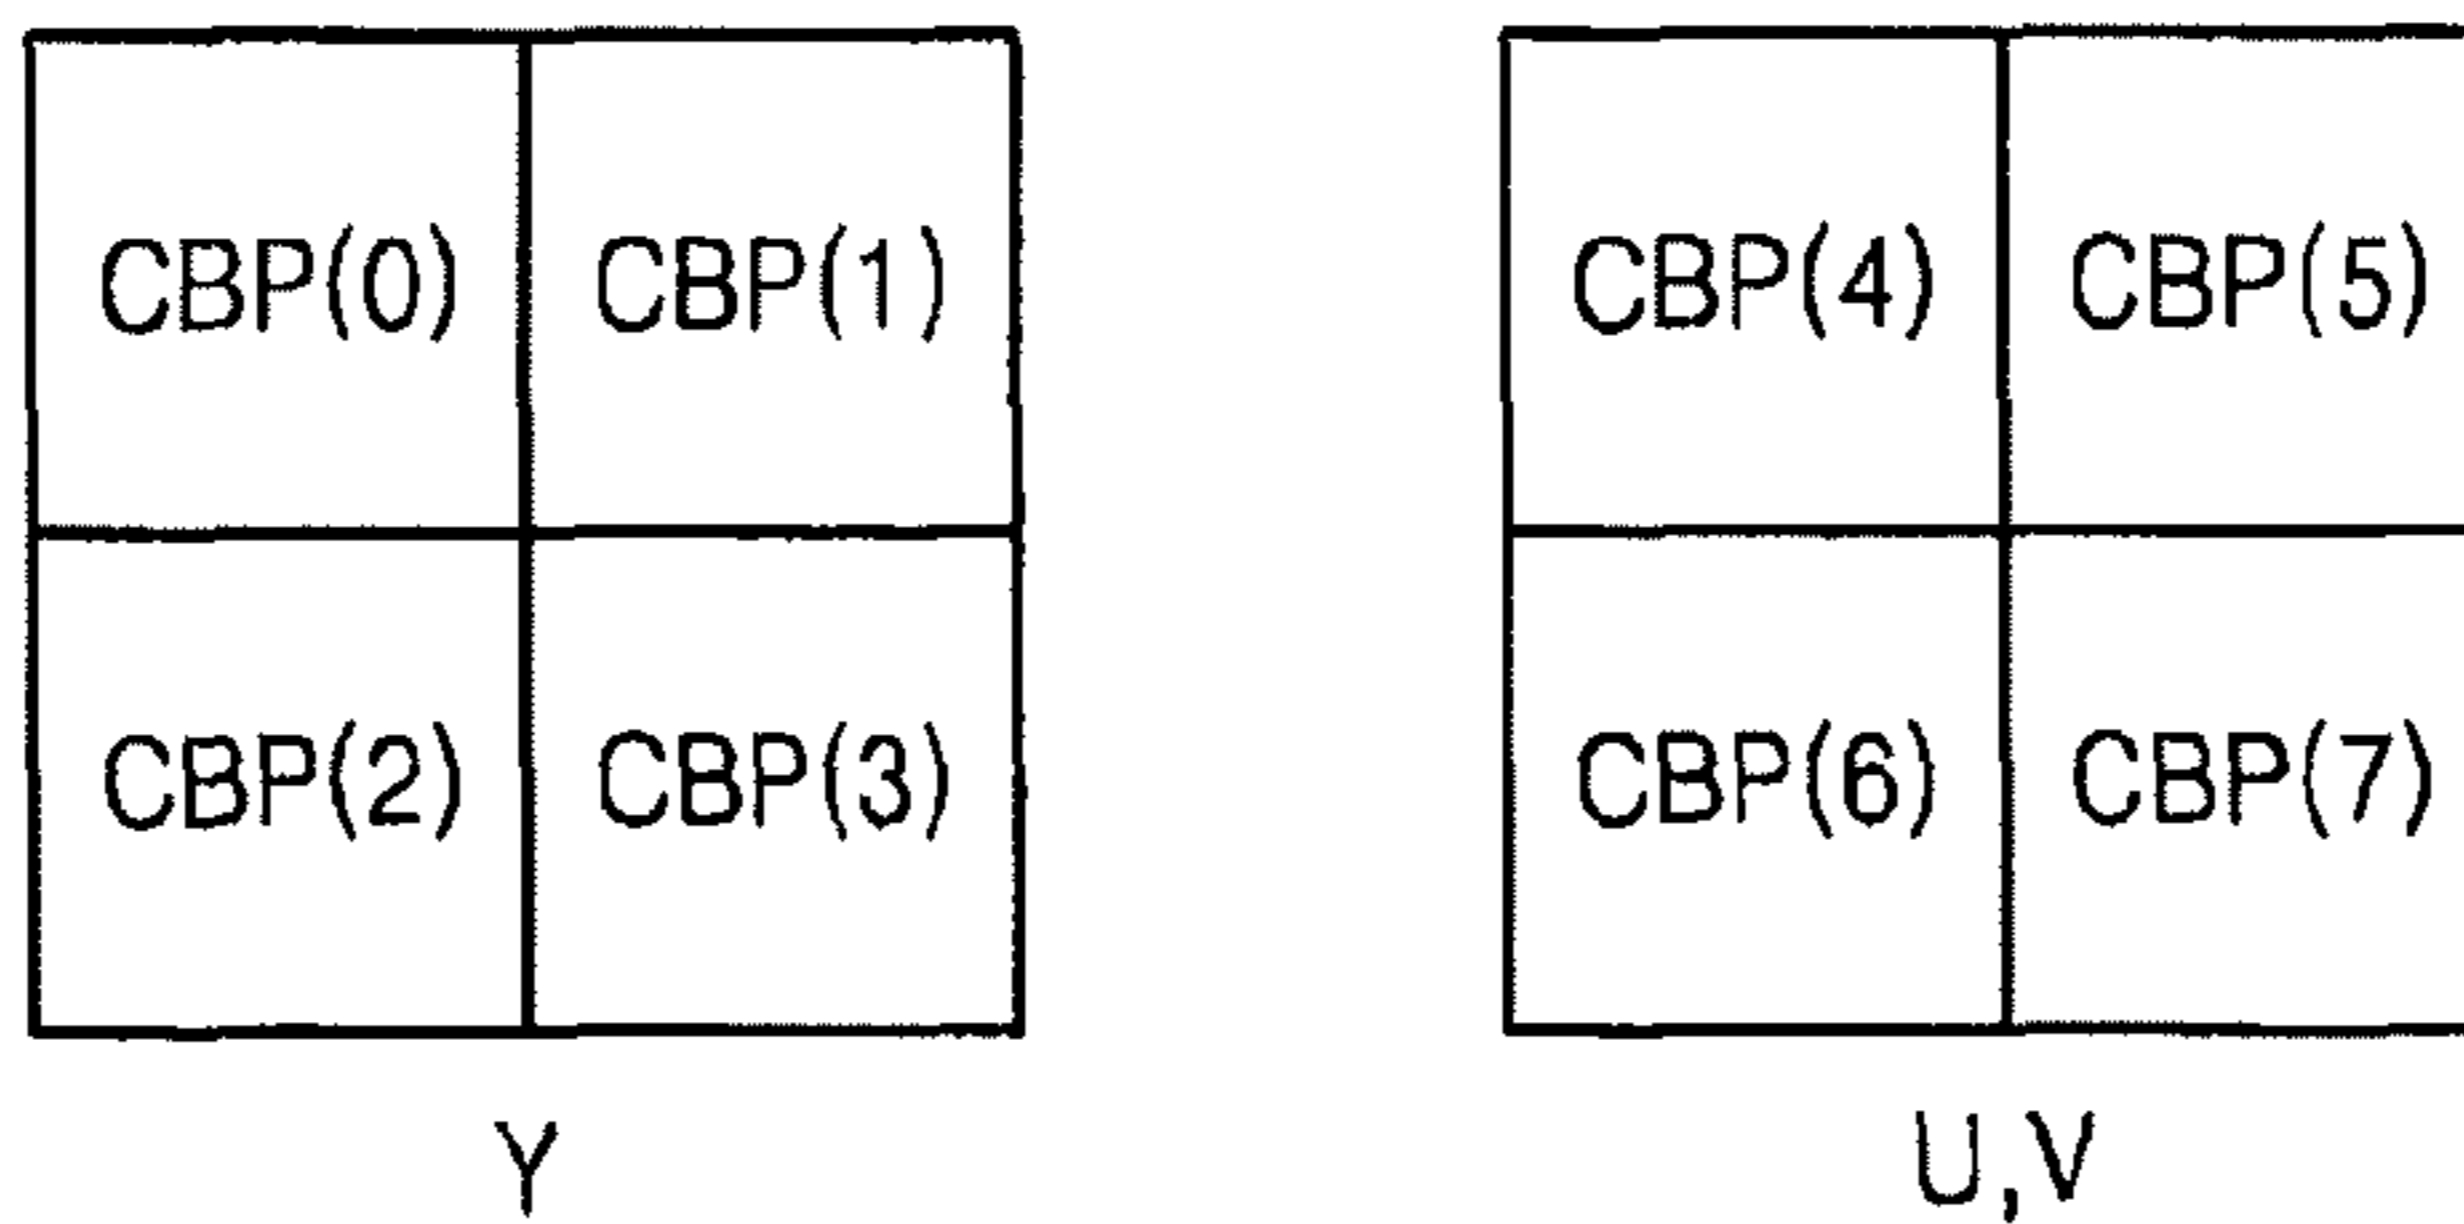 CBP(0) CBP(1) CBP(4) CBP(5)
CBP(2) CBP(3) CBP(6) CBP(7)
Y U,V